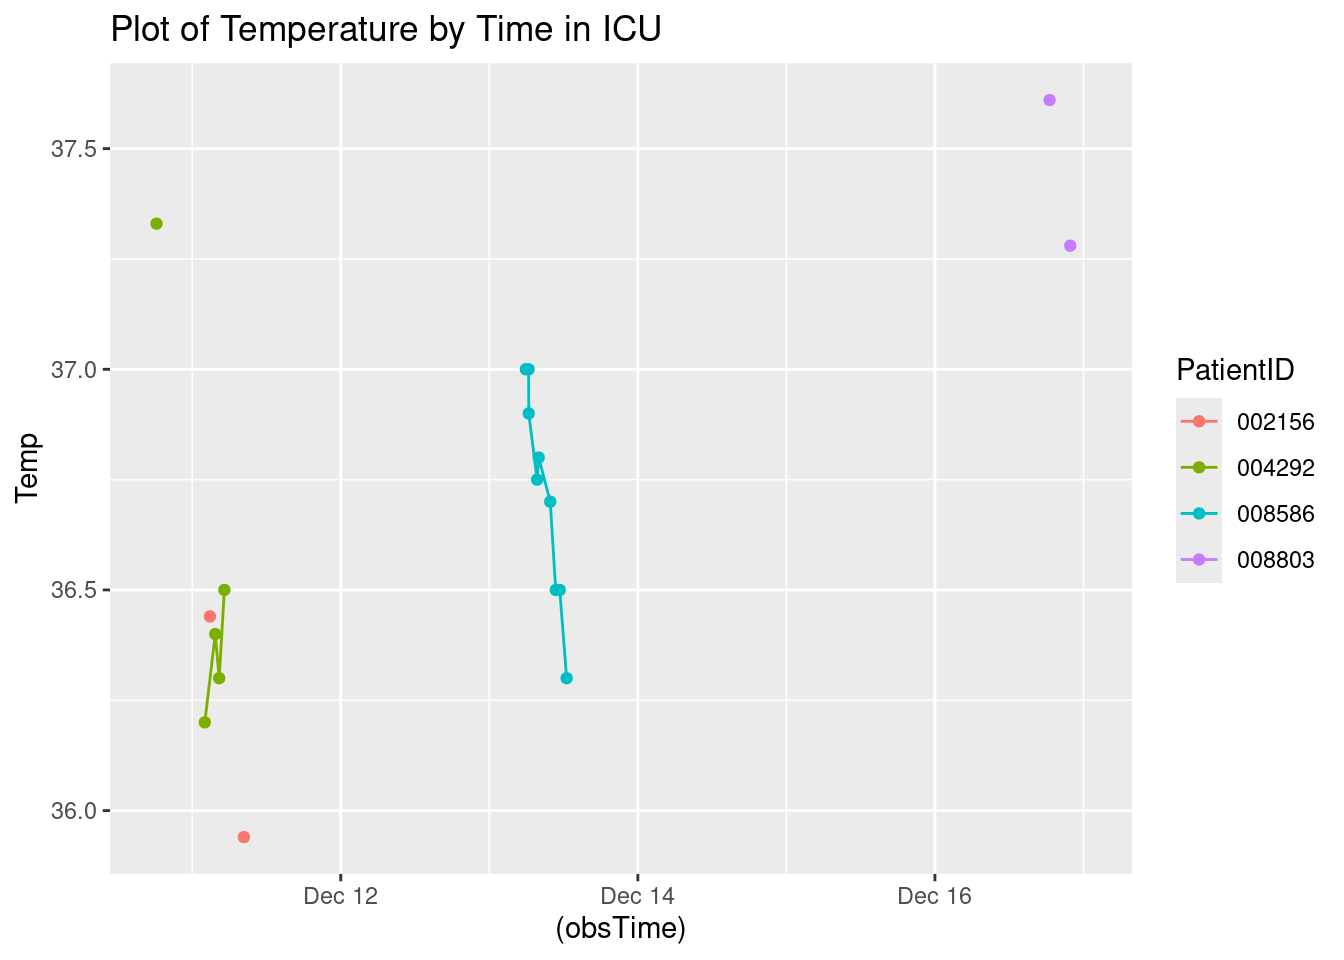 Plot of Temperature by Time in ICU
37.5
37.0
36.5
36.0
Temp
Dec 12
Dec 14
Dec 16
(obsTime)
PatientID
002156
004292
008586
008803